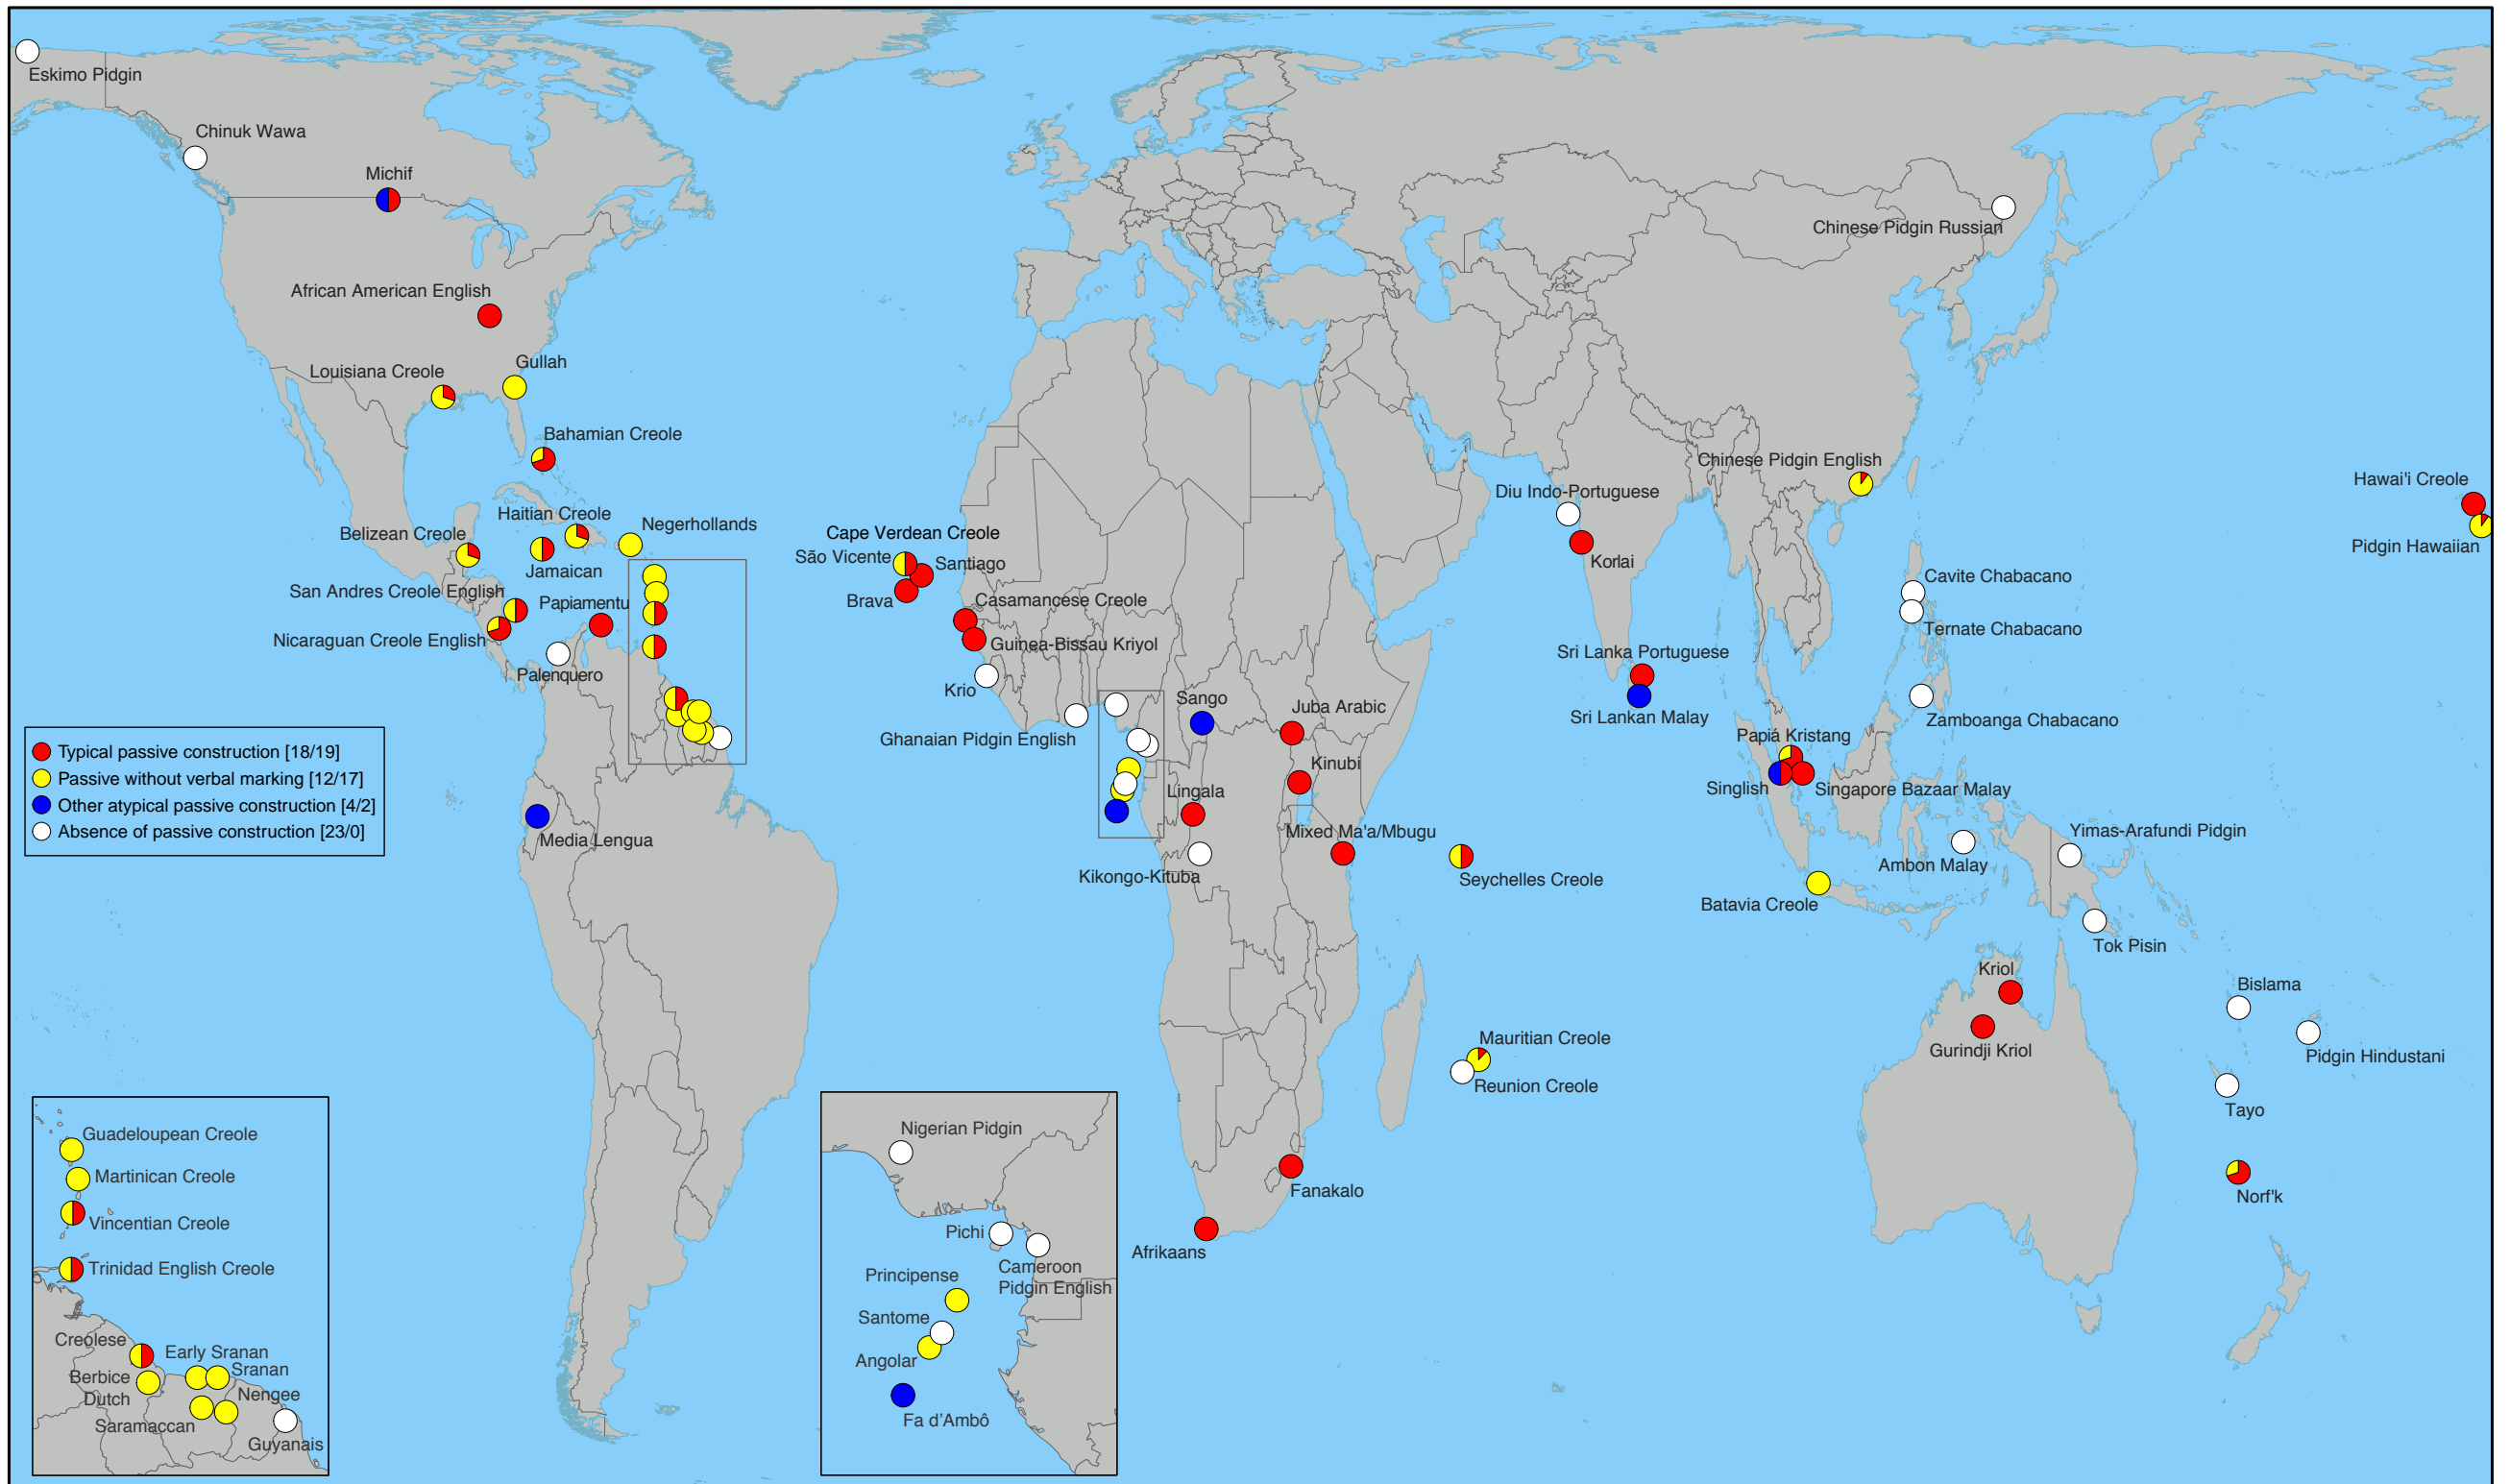 Eskimo Pidgin
Chinuk Wawa
Michif
Chinese Pidgin Russian
African American English
Gullah
Louisiana Creole
Bahamian Creole
Chinese Pidgin English
Hawai'i Creole
Diu Indo-Portuguese
Haitian Creole
Negerhollands
Belizean Creole
Cape Verdean Creole
Pidgin Hawaiian
São Vicente
Santiago
Korlai
Jamaican
Cavite Chabacano
San Andres Creole English
Papiamentu
Brava
Casamancese Creole
Ternate Chabacano
Nicaraguan Creole English
Guinea-Bissau Kriyol
Sri Lanka Portuguese
Palenquero
Krio
Sango
Juba Arabic
Sri Lankan Malay
Zamboanga Chabacano
Ghanaian Pidgin English
Papiá Kristang
Kinubi
Lingala
Singlish
Singapore Bazaar Malay
Typical passive construction [18/19]
Passive without verbal marking [12/17]
Other atypical passive construction [4/2]
Absence of passive construction [23/0]
Media Lengua
Mixed Ma'a/Mbugu
Yimas-Arafundi Pidgin
Ambon Malay
Kikongo-Kituba
Seychelles Creole
Batavia Creole
Tok Pisin
Kriol
Bislama
Mauritian Creole
Gurindji Kriol
Pidgin Hindustani
Reunion Creole
Tayo
Fanakalo
Norf'k
Afrikaans
Guadeloupean Creole
Martinican Creole
Vincentian Creole
Trinidad English Creole
Creolese
Early Sranan
Sranan
Berbice
Dutch
Nengee
Saramaccan
Guyanais
Nigerian Pidgin
Pichi
Cameroon
Pidgin English
Principense
Santome
Angolar
Fa d'Ambô